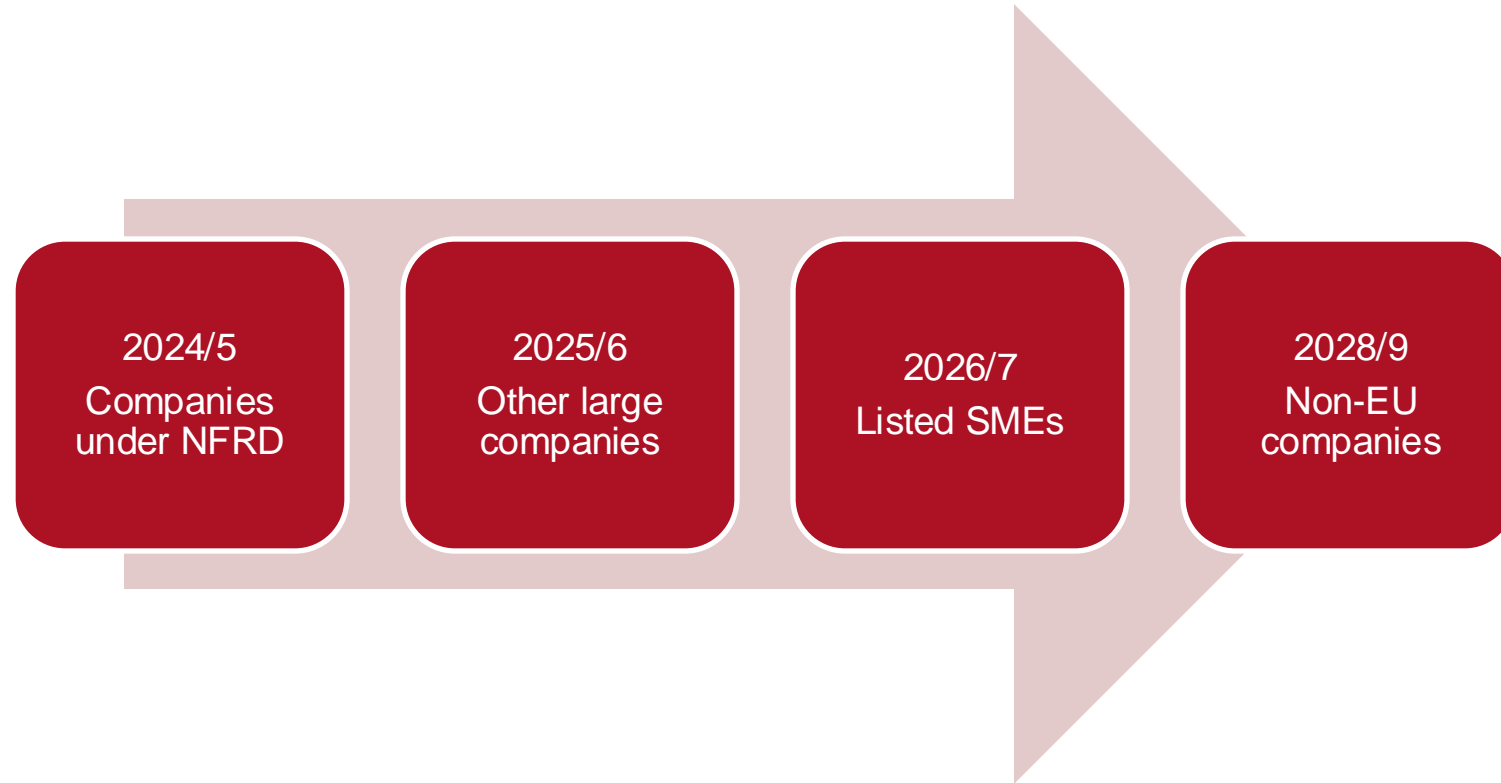 2024/5
Companies
under NFRD
2025/6
Other large
companies
2026/7
Listed SMEs
2028/9
Non-EU
companies